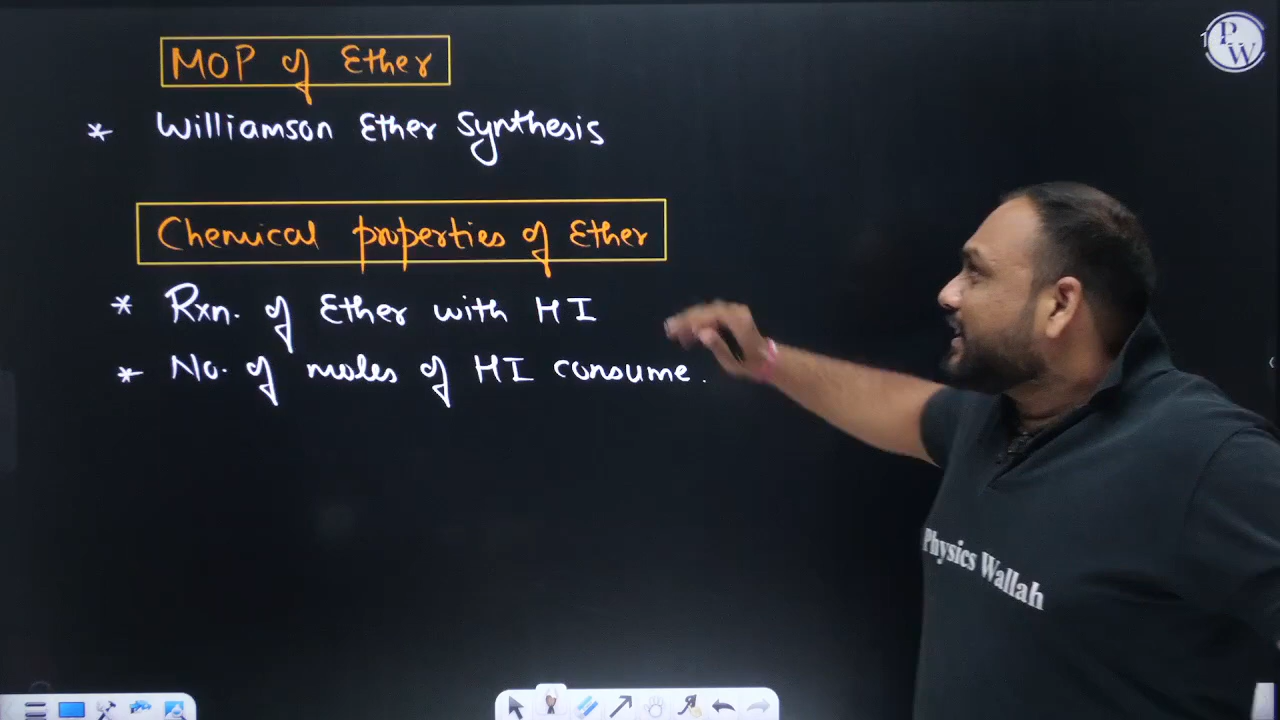 MOP of Ether
* Williamson Ether Synthesis
Chemical properties of Ether
* Rxn. of Ether with HI
* No. of moles of HI consume.
PW
Physics Wallah